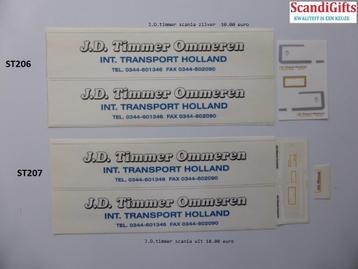 ScandiGifts
KWALITEIT IS EEN KEUZE
J.D.timmer scania zilver 10.00 euro
ST206
J.D. Timmer Ommeren
INT. TRANSPORT HOLLAND
TEL. 0344-601346 FAX 0344-602090
J.D. Timmer Ommeren
INT. TRANSPORT HOLLAND
TEL. 0344-601346 FAX 0344-602090
ST207
J.D. Timmer Ommeren
INT. TRANSPORT HOLLAND
TEL. 0344-601346 FAX 0344-602090
J.D. Timmer Ommeren
INT. TRANSPORT HOLLAND
TEL. 0344-601346 FAX 0344-602090
J.D.timmer scania wit 10.00 euro